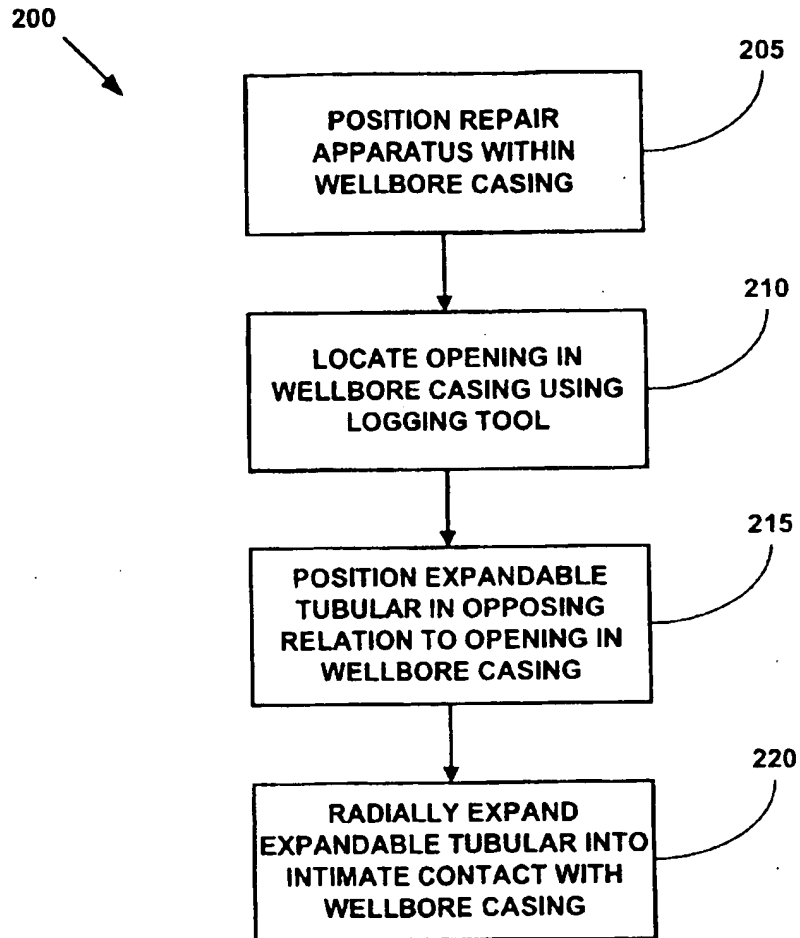 200
205
POSITION REPAIR
APPARATUS WITHIN
WELLBORE CASING
210
LOCATE OPENING IN
WELLBORE CASING USING
LOGGING TOOL
215
POSITION EXPANDABLE
TUBULAR IN OPPOSING
RELATION TO OPENING IN
WELLBORE CASING
220
RADIALLY EXPAND
EXPANDABLE TUBULAR INTO
INTIMATE CONTACT WITH
WELLBORE CASING